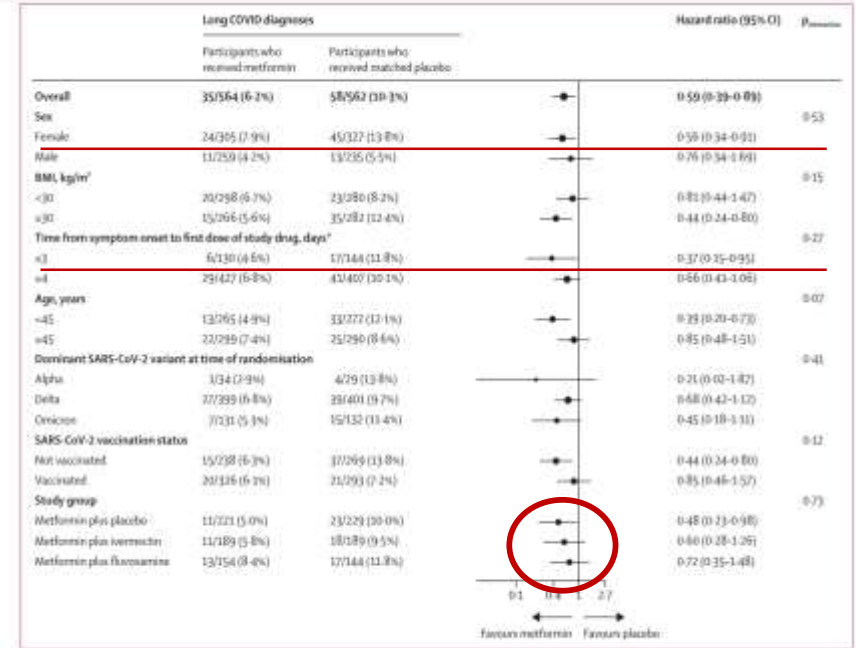 Long COVID diagnoses Hazard ratio (95% CI) Pinteraction
Participants who received metformin Participants who received matched placebo
Overall 35/564 (6·2%) 58/562 (10·3%) 0·59 (0·39–0·89)
Sex 0·53
Female 24/305 (7·9%) 45/327 (13·8%) 0·56 (0·34–0·91)
Male 11/259 (4·2%) 13/235 (5·5%) 0·76 (0·34–1·69)
BMI, kg/m² 0·15
<30 20/298 (6·7%) 23/280 (8·2%) 0·81 (0·44–1·47)
≥30 15/266 (5·6%) 35/282 (12·4%) 0·44 (0·24–0·80)
Time from symptom onset to first dose of study drug, days* 0·27
6/130 (4·6%) 17/144 (11·8%) 0·37 (0·15–0·95)
29/427 (6·8%) 41/407 (10·1%) 0·66 (0·41–1·06)
Age, years 0·07
<45 13/265 (4·9%) 33/272 (12·1%) 0·39 (0·20–0·73)
≥45 22/299 (7·4%) 25/290 (8·6%) 0·85 (0·48–1·51)
Dominant SARS-CoV-2 variant at time of randomisation 0·41
Alpha 1/34 (2·9%) 4/29 (13·8%) 0·21 (0·02–1·87)
Delta 27/399 (6·8%) 39/401 (9·7%) 0·68 (0·42–1·12)
Omicron 7/131 (5·3%) 15/132 (11·4%) 0·45 (0·18–1·11)
SARS-CoV-2 vaccination status 0·12
Not vaccinated 15/238 (6·3%) 37/269 (13·8%) 0·44 (0·24–0·80)
Vaccinated 20/326 (6·1%) 21/293 (7·2%) 0·85 (0·46–1·57)
Study group 0·73
Metformin plus placebo 11/221 (5·0%) 23/229 (10·0%) 0·48 (0·23–0·98)
Metformin plus ivermectin 11/189 (5·8%) 18/189 (9·5%) 0·60 (0·28–1·26)
Metformin plus fluvoxamine 13/154 (8·4%) 17/144 (11·8%) 0·72 (0·35–1·48)
0·1 0·4 1 2·7
Favours metformin Favours placebo